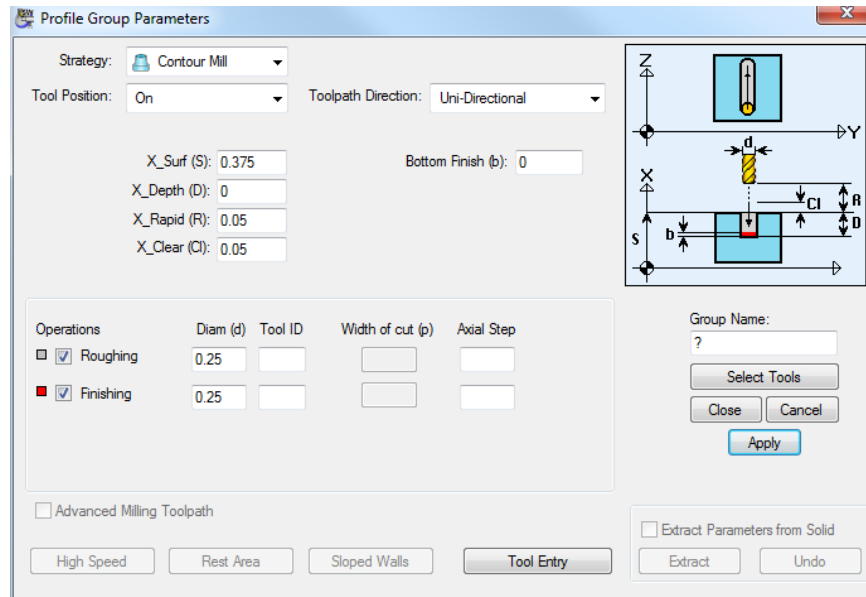 Profile Group Parameters
Strategy: Contour Mill
Tool Position: On Toolpath Direction: Uni-Directional
X_Surf (S): 0.375 Bottom Finish (b): 0
X_Depth (D): 0
X_Rapid (R): 0.05
X_Clear (Cl): 0.05
Z
Y
d
X
Cl R
S b D
Operations Diam (d) Tool ID Width of cut (p) Axial Step
Roughing 0.25
Finishing 0.25
Group Name:
?
Select Tools
Close Cancel
Apply
Advanced Milling Toolpath
Extract Parameters from Solid
High Speed Rest Area Sloped Walls Tool Entry Extract Undo